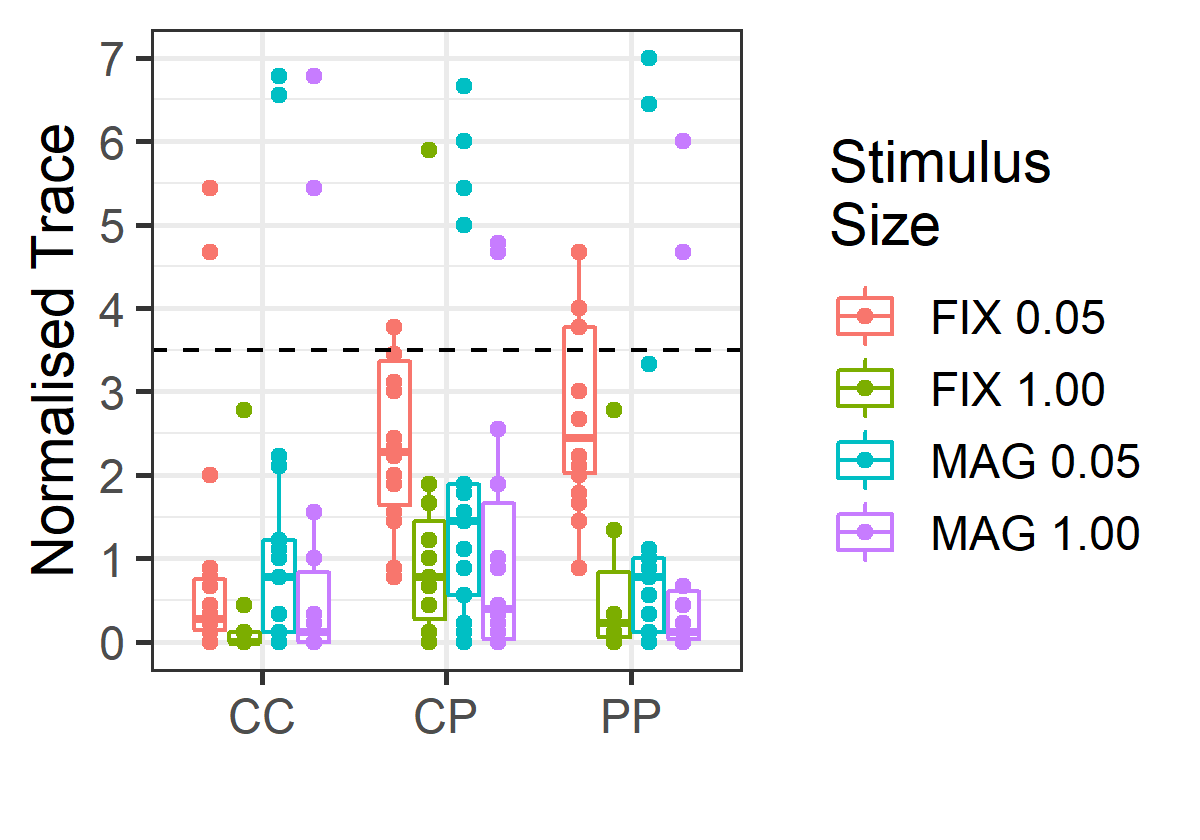 Normalised Trace
7
6
5
4
3
2
1
0
CC CP PP
Stimulus
Size
FIX 0.05
FIX 1.00
MAG 0.05
MAG 1.00